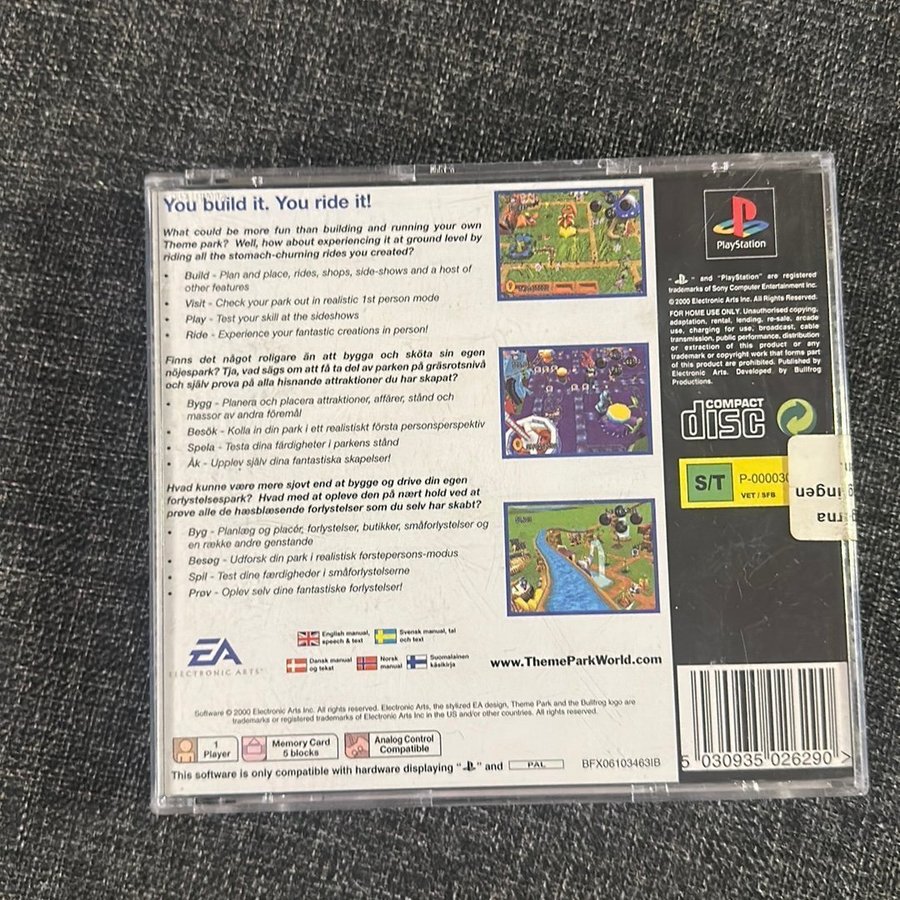 You build it. You ride it!
What could be more fun than building and running your own
Theme park? Well, how about experiencing it at ground level by
riding all the stomach-churning rides you created?
• Build - Plan and place, rides, shops, side-shows and a host of
other features
• Visit - Check your park out in realistic 1st person mode
• Play - Test your skill at the sideshows
• Ride - Experience your fantastic creations in person!
Finns det något roligare än att bygga och sköta sin egen
nöjespark? Tja, vad sägs om att få ta del av parken på gräsrotsnivå
och själv prova på alla hisnande attraktioner du har skapat?
• Bygg - Planera och placera attraktioner, affärer, stånd och
massor av andra föremål
• Besök - Kolla in din park i ett realistiskt första personsperspektiv
• Spela - Testa dina färdigheter i parkens stånd
• Åk - Upplev själv dina fantastiska skapelser!
Hvad kunne være mere sjovt end at bygge og drive din egen
forlystelsespark? Hvad med at opleve den på nært hold ved at
prøve alle de hæsblæsende forlystelser som du selv har skabt?
• Byg - Planlæg og placér, forlystelser, butikker, småforlystelser og
en række andre genstande
• Besøg - Udforsk din park i realistisk førstepersons-modus
• Spil - Test dine færdigheder i småforlystelserne
• Prøv - Oplev selv dine fantastiske forlystelser!
EA
ELECTRONIC ARTS™
English manual,
speech & text
Svensk manual, tal
och text
Dansk manual
og tekst
Norsk
manual
Suomalainen
käsikirja
www.ThemeParkWorld.com
Software © 2000 Electronic Arts Inc. All rights reserved. Electronic Arts, the stylized EA design, Theme Park and the Bullfrog logo are
trademarks or registered trademarks of Electronic Arts Inc in the US and/or other countries. All rights reserved.
1
Player
Memory Card
5 blocks
Analog Control
Compatible
This software is only compatible with hardware displaying " " and PAL
BFX06103463IB
PlayStation
" " and "PlayStation" are registered
trademarks of Sony Computer Entertainment Inc.
© 2000 Electronic Arts Inc. All Rights Reserved.
FOR HOME USE ONLY. Unauthorised copying,
adaptation, rental, lending, re-sale, arcade
use, charging for use, broadcast, cable
transmission, public performance, distribution
or extraction of this product or any
trademark or copyright work that forms part
of this product are prohibited. Published by
Electronic Arts. Developed by Bullfrog
Productions.
COMPACT
disc
S/T
P-000030
VET / SFB
ingen
erna
5 030935 026290 >